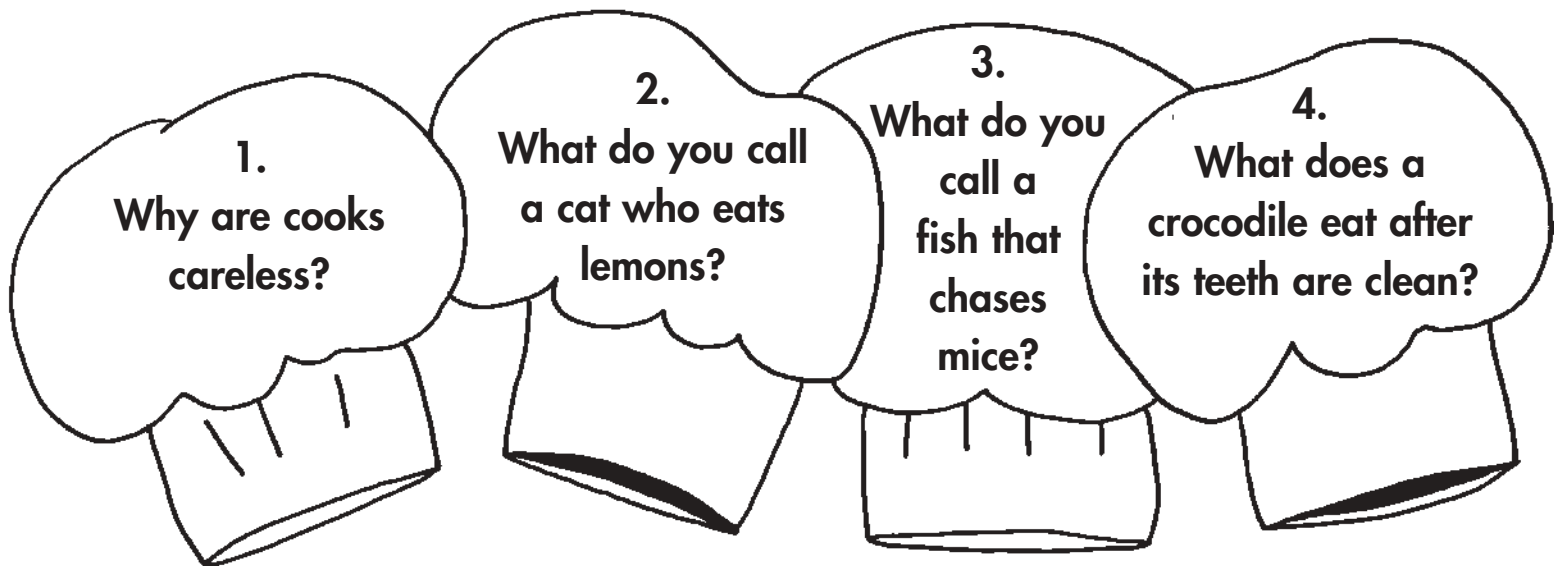 1.
Why are cooks
careless?
2.
What do you call
a cat who eats
lemons?
3.
What do you
call a
fish that
chases
mice?
4.
What does a
crocodile eat after
its teeth are clean?